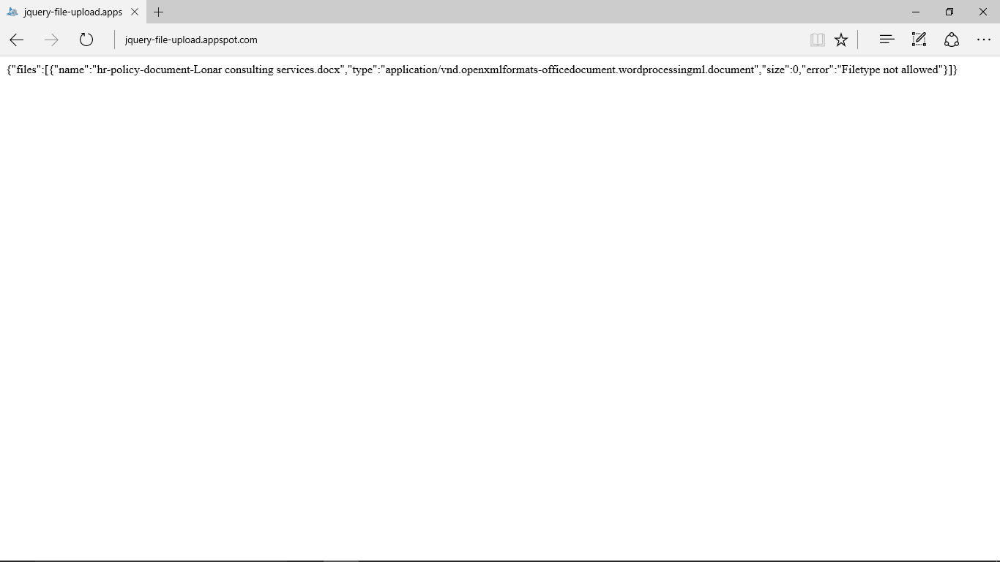 jquery-file-upload.apps
jquery-file-upload.appspot.com
{"files":[{"name":"hr-policy-document-Lonar consulting services.docx","type":"application/vnd.openxmlformats-officedocument.wordprocessingml.document","size":0,"error":"Filetype not allowed"}]}